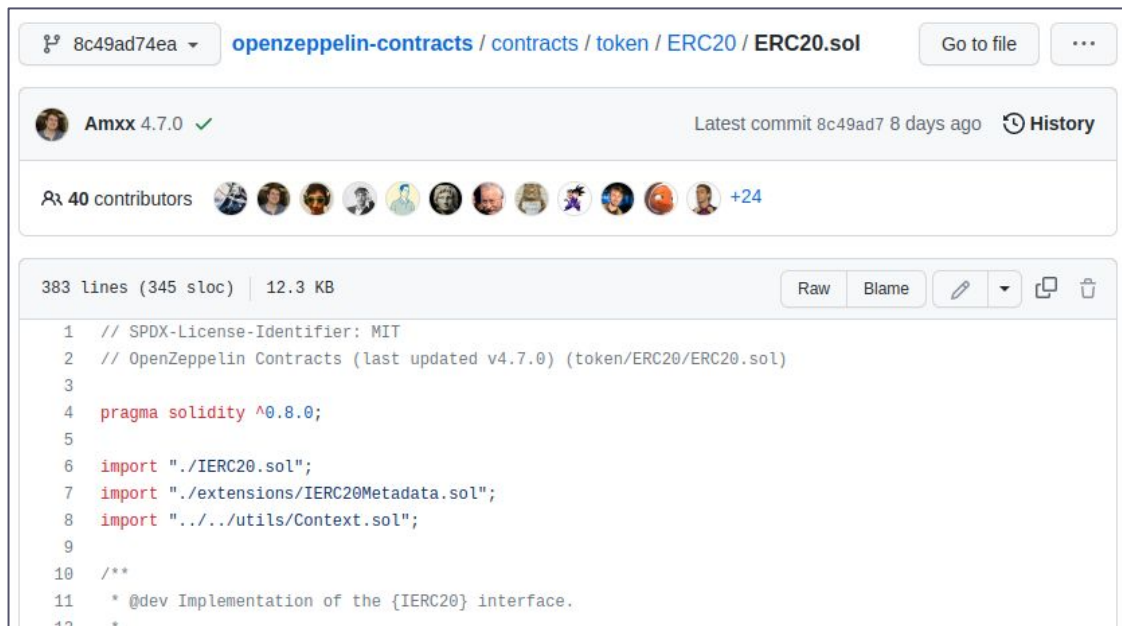 8c49ad74ea openzeppelin-contracts / contracts / token / ERC20 / ERC20.sol Go to file ...
Amxx 4.7.0 Latest commit 8c49ad7 8 days ago History
40 contributors +24
383 lines (345 sloc) 12.3 KB Raw Blame
1 // SPDX-License-Identifier: MIT
2 // OpenZeppelin Contracts (last updated v4.7.0) (token/ERC20/ERC20.sol)
3
4 pragma solidity ^0.8.0;
5
6 import "./IERC20.sol";
7 import "./extensions/IERC20Metadata.sol";
8 import "../../utils/Context.sol";
9
10 /**
11 * @dev Implementation of the {IERC20} interface.
12 *